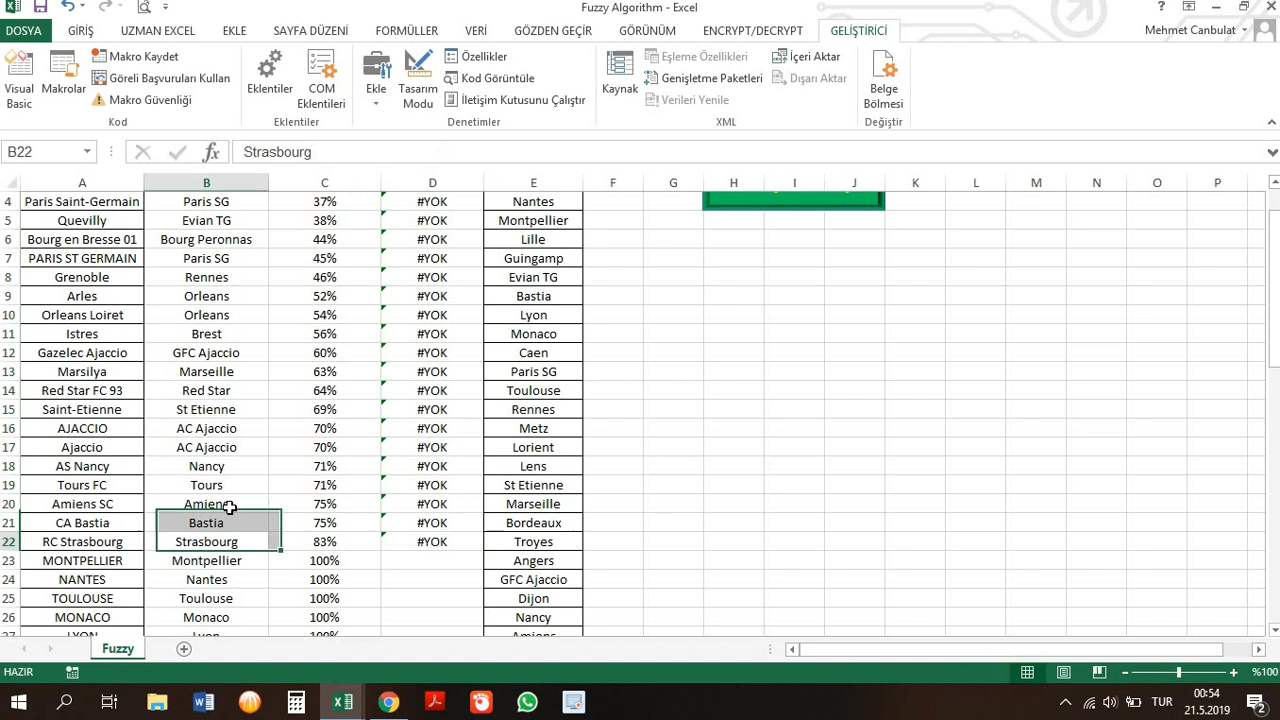 Fuzzy Algorithm - Excel
DOSYA GİRİŞ UZMAN EXCEL EKLE SAYFA DÜZENİ FORMÜLLER VERİ GÖZDEN GEÇİR GÖRÜNÜM ENCRYPT/DECRYPT GELİŞTİRİCİ Mehmet Canbulat
Visual Basic
Makrolar
Makro Kaydet
Göreli Başvuruları Kullan
Makro Güvenliği
Kod
Eklentiler
COM Eklentileri
Eklentiler
Ekle
Tasarım Modu
Özellikler
Kod Görüntüle
İletişim Kutusunu Çalıştır
Denetimler
Kaynak
Eşleme Özellikleri
Genişletme Paketleri
Verileri Yenile
İçeri Aktar
Dışarı Aktar
XML
Belge Bölmesi
Değiştir
B22 fx Strasbourg
A B C D E F G H I J K L M N O P
4 Paris Saint-Germain Paris SG 37% #YOK Nantes
5 Quevilly Evian TG 38% #YOK Montpellier
6 Bourg en Bresse 01 Bourg Peronnas 44% #YOK Lille
7 PARIS ST GERMAIN Paris SG 45% #YOK Guingamp
8 Grenoble Rennes 46% #YOK Evian TG
9 Arles Orleans 52% #YOK Bastia
10 Orleans Loiret Orleans 54% #YOK Lyon
11 Istres Brest 56% #YOK Monaco
12 Gazelec Ajaccio GFC Ajaccio 60% #YOK Caen
13 Marsilya Marseille 63% #YOK Paris SG
14 Red Star FC 93 Red Star 64% #YOK Toulouse
15 Saint-Etienne St Etienne 69% #YOK Rennes
16 AJACCIO AC Ajaccio 70% #YOK Metz
17 Ajaccio AC Ajaccio 70% #YOK Lorient
18 AS Nancy Nancy 71% #YOK Lens
19 Tours FC Tours 71% #YOK St Etienne
20 Amiens SC Amiens 75% #YOK Marseille
21 CA Bastia Bastia 75% #YOK Bordeaux
22 RC Strasbourg Strasbourg 83% #YOK Troyes
23 MONTPELLIER Montpellier 100% Angers
24 NANTES Nantes 100% GFC Ajaccio
25 TOULOUSE Toulouse 100% Dijon
26 MONACO Monaco 100% Nancy
27 LYON Lyon 100% Amiens
Fuzzy
HAZIR %100
TUR 00:54
21.5.2019
2